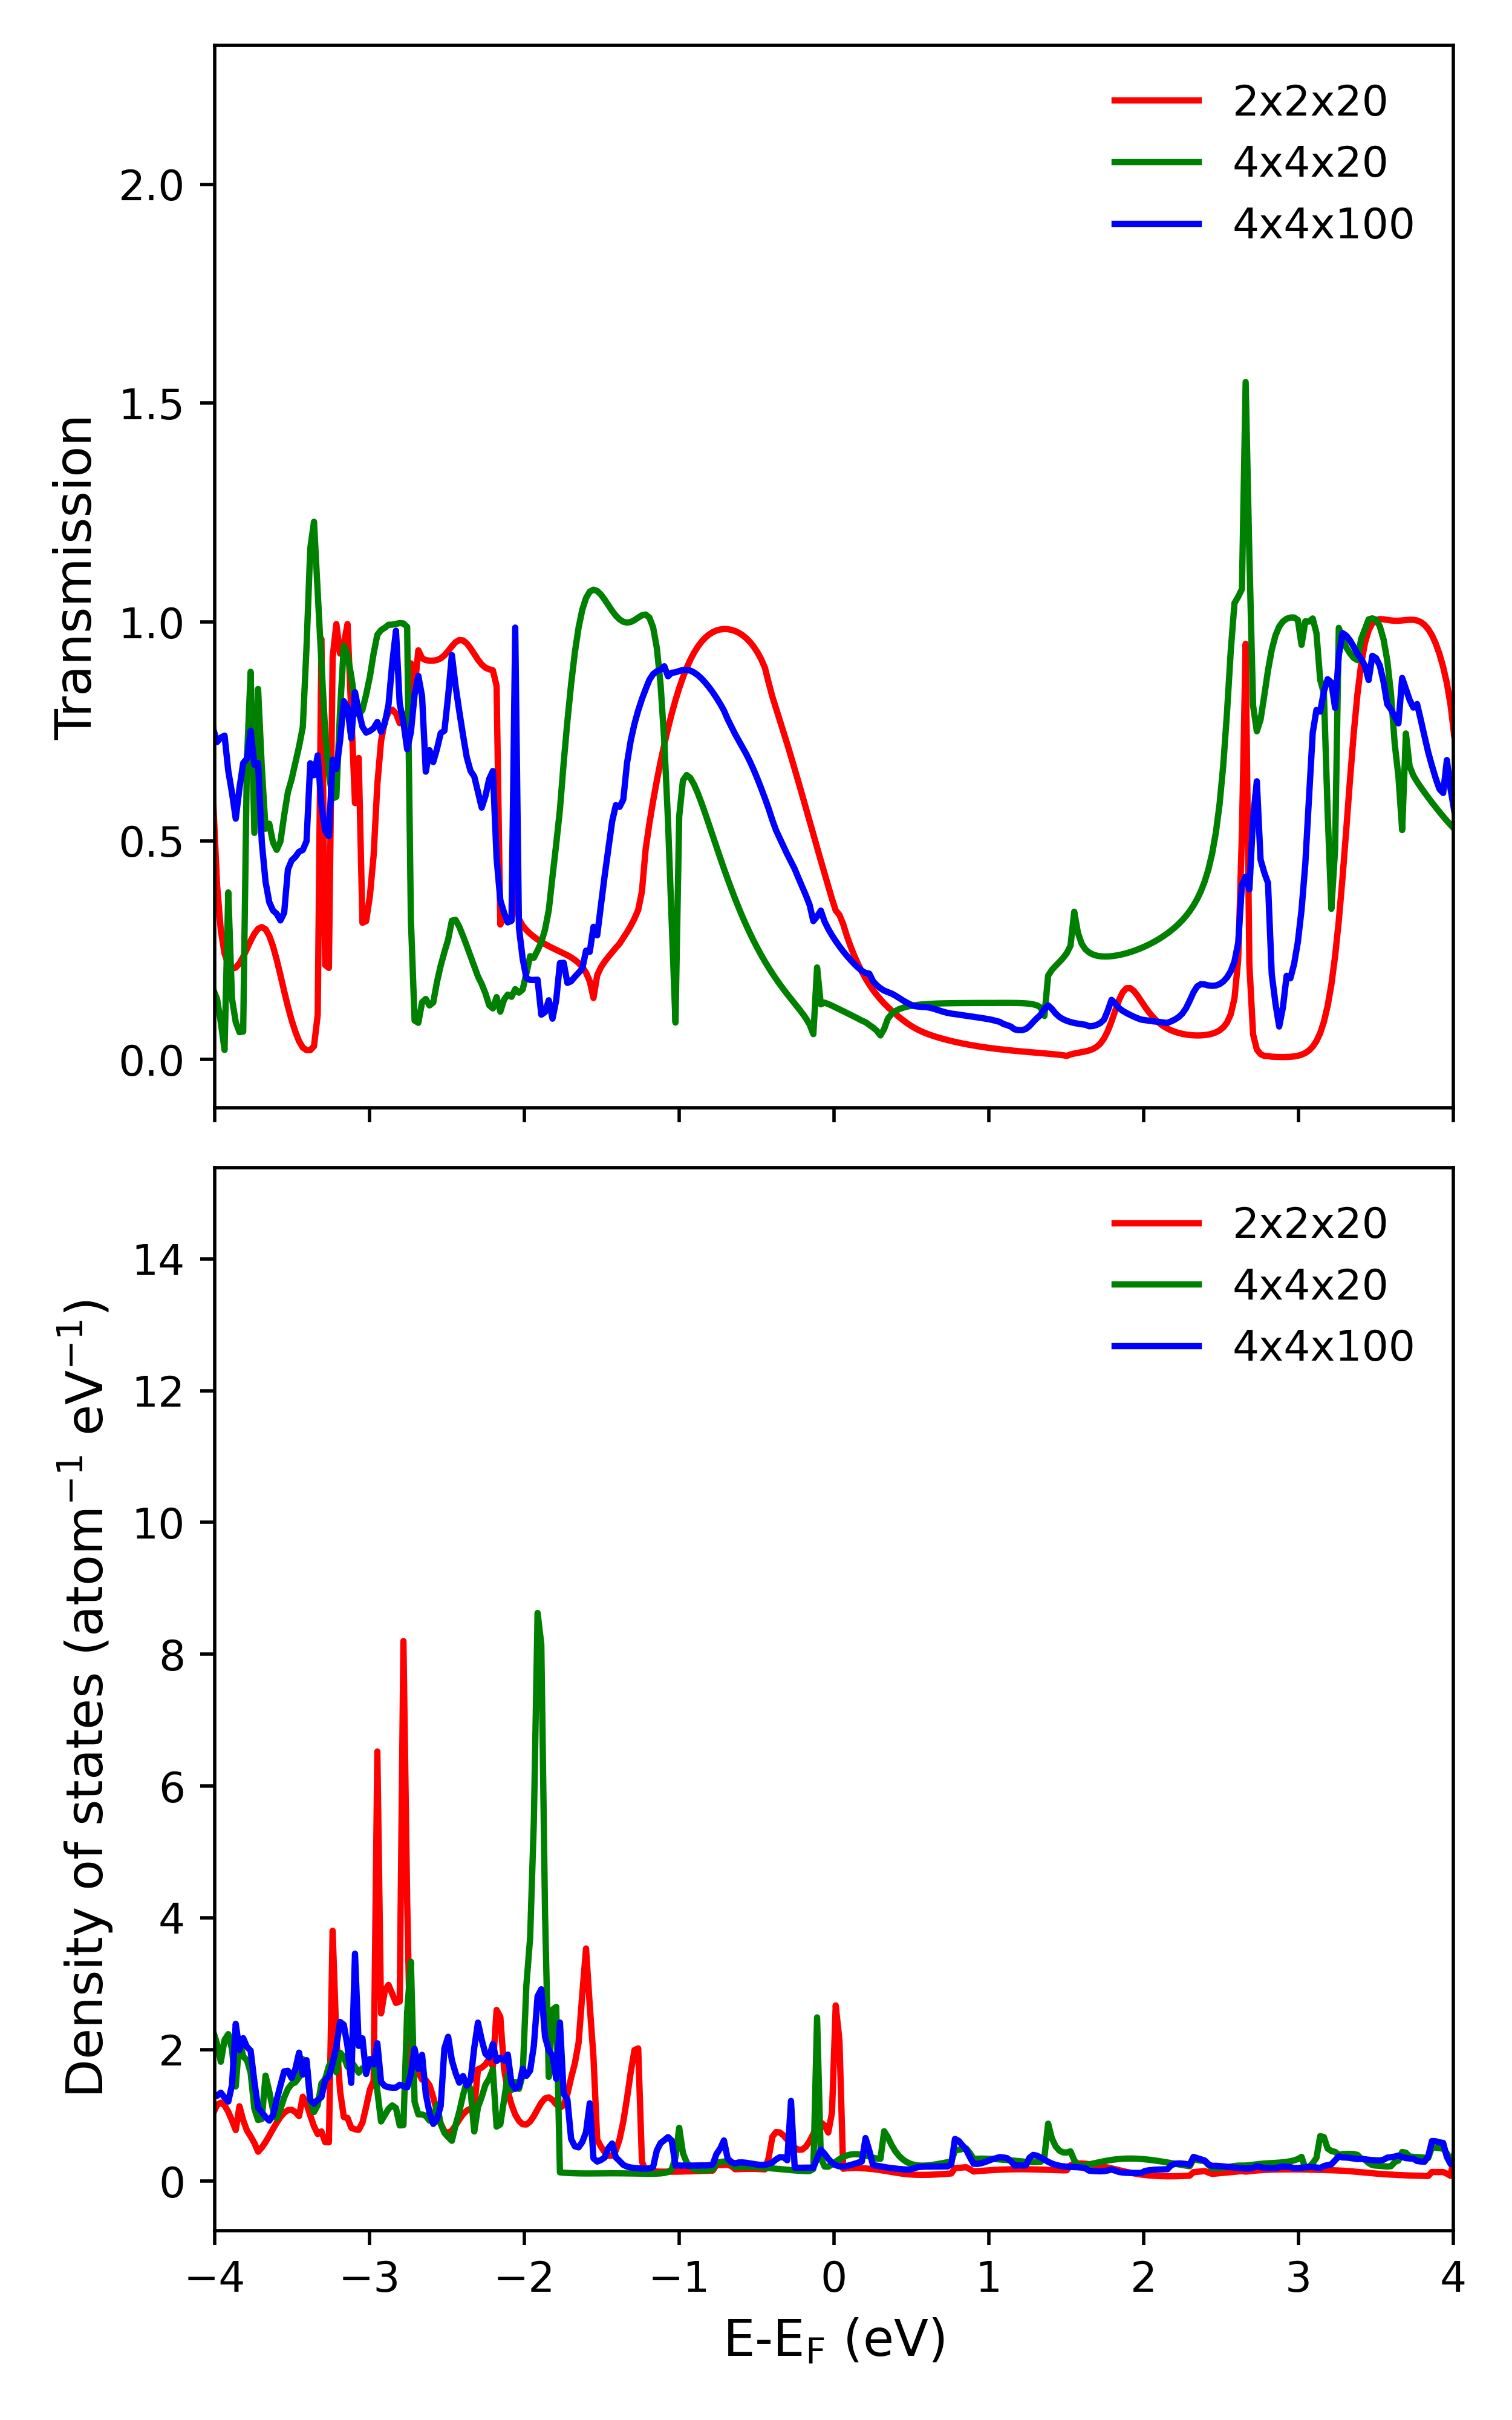 2x2x20
4x4x20
4x4x100
2.0
1.5
1.0
0.5
0.0
Transmission
2x2x20
4x4x20
4x4x100
14
12
10
8
6
4
2
0
Density of states (atom⁻¹ eV⁻¹)
−4 −3 −2 −1 0 1 2 3 4
E-E_F (eV)